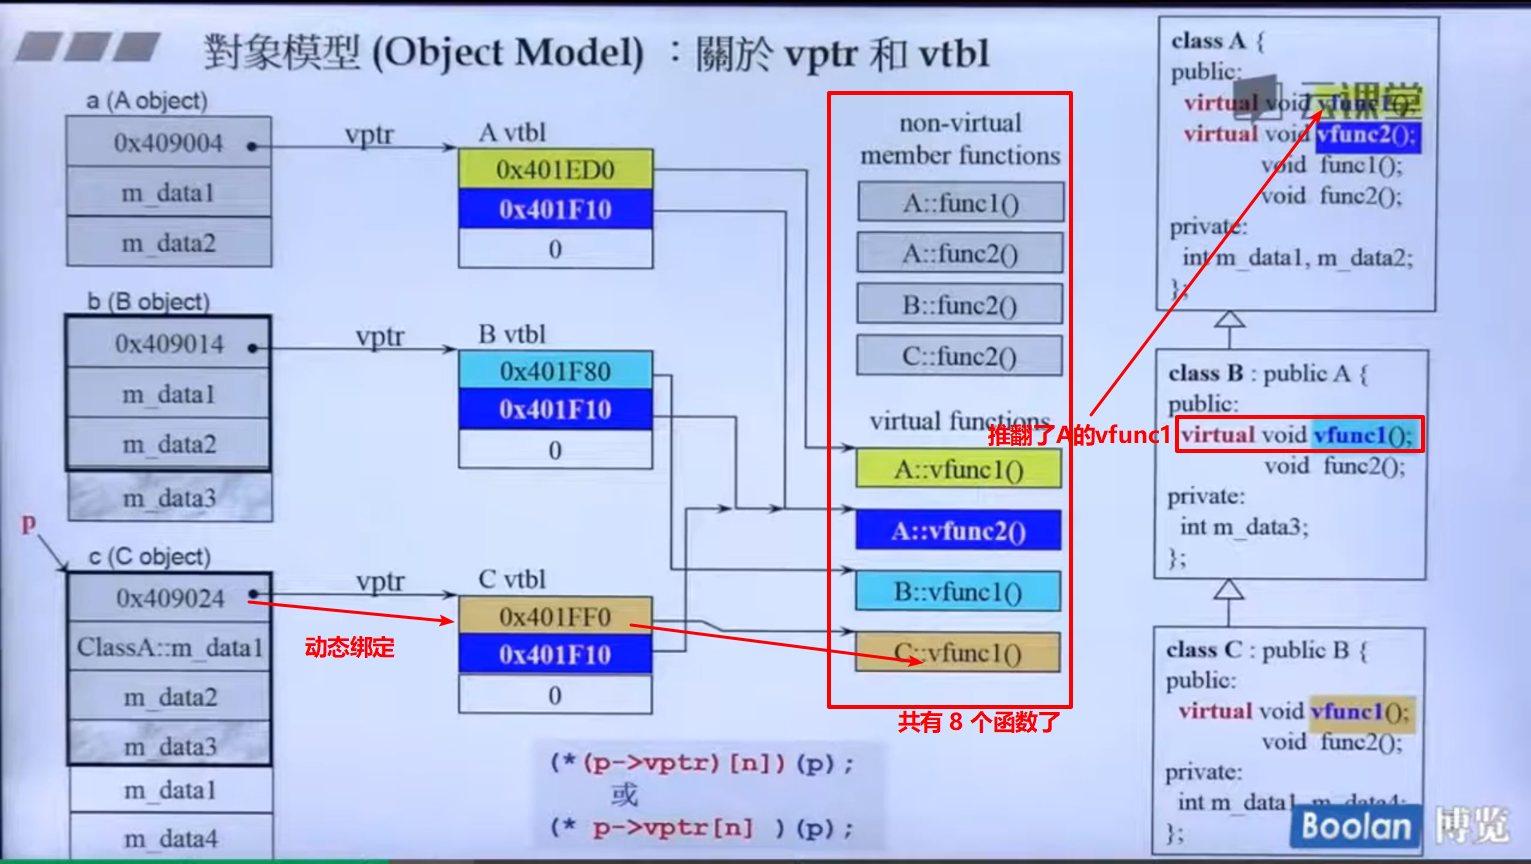 對象模型 (Object Model) ：關於 vptr 和 vtbl
a (A object)
0x409004
m_data1
m_data2
vptr
A vtbl
0x401ED0
0x401F10
0
b (B object)
0x409014
m_data1
m_data2
m_data3
vptr
B vtbl
0x401F80
0x401F10
0
p
c (C object)
0x409024
ClassA::m_data1
m_data2
m_data3
m_data1
m_data4
vptr
动态绑定
C vtbl
0x401FF0
0x401F10
0
(*(p->vptr)[n])(p);
或
(* p->vptr[n] )(p);
non-virtual
member functions
A::func1()
A::func2()
B::func2()
C::func2()
virtual functions
A::vfunc1()
A::vfunc2()
B::vfunc1()
C::vfunc1()
共有 8 个函数了
推翻了A的vfunc1
class A {
public:
virtual void vfunc1();
virtual void vfunc2();
void func1();
void func2();
private:
int m_data1, m_data2;
};
云课堂
class B : public A {
public:
virtual void vfunc1();
void func2();
private:
int m_data3;
};
class C : public B {
public:
virtual void vfunc1();
void func2();
private:
int m_data1, m_data4;
};
Boolan 博览